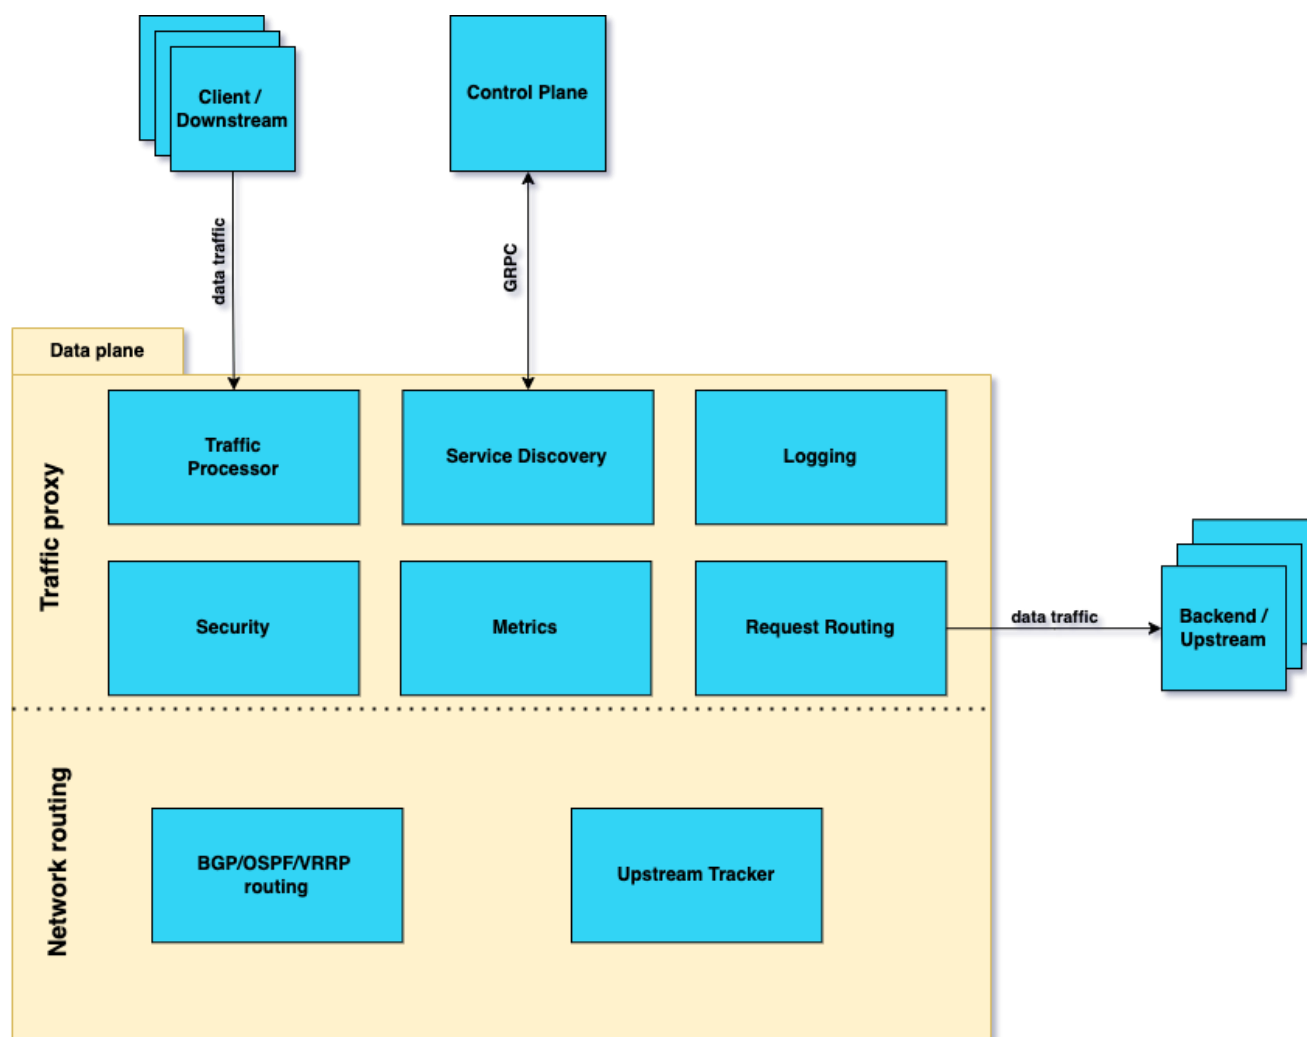 Client /
Downstream
Control Plane
data traffic
GRPC
Data plane
Traffic proxy
Traffic
Processor
Service Discovery
Logging
Security
Metrics
Request Routing
data traffic
Backend /
Upstream
Network routing
BGP/OSPF/VRRP
routing
Upstream Tracker